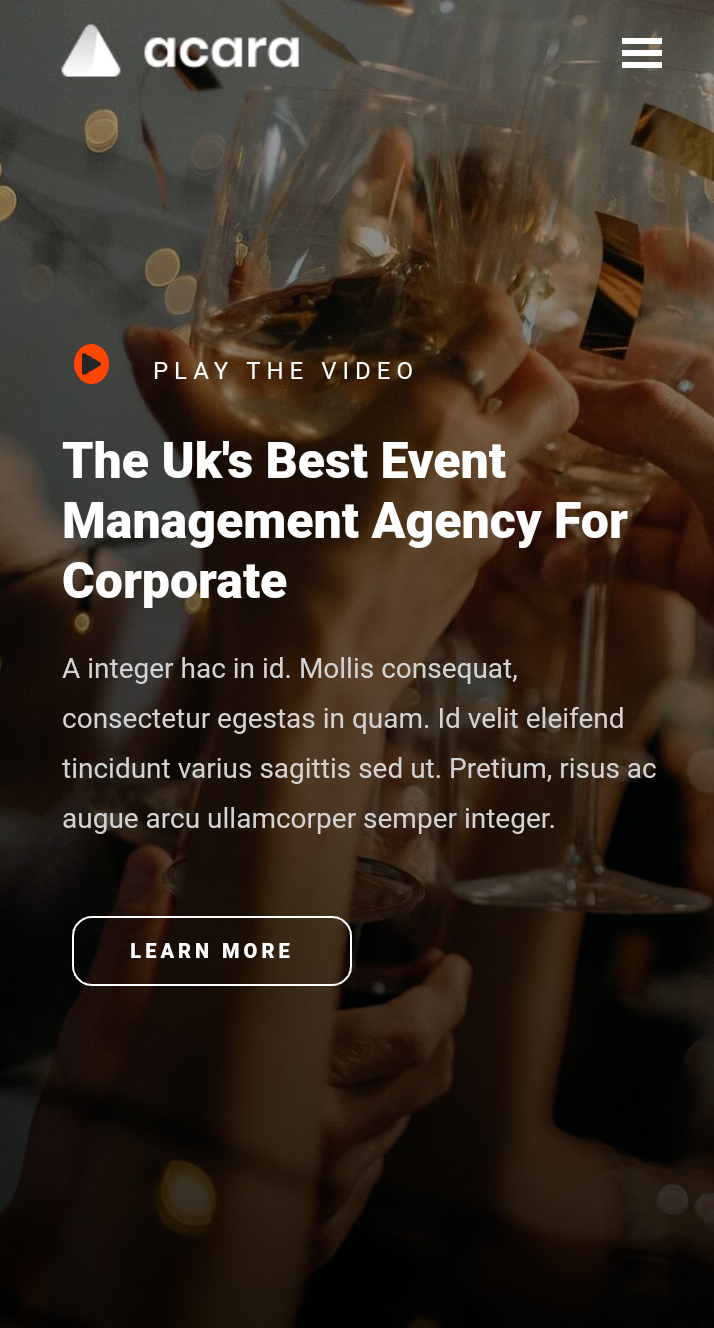 acara
PLAY THE VIDEO
The Uk's Best Event
Management Agency For
Corporate
A integer hac in id. Mollis consequat,
consectetur egestas in quam. Id velit eleifend
tincidunt varius sagittis sed ut. Pretium, risus ac
augue arcu ullamcorper semper integer.
LEARN MORE